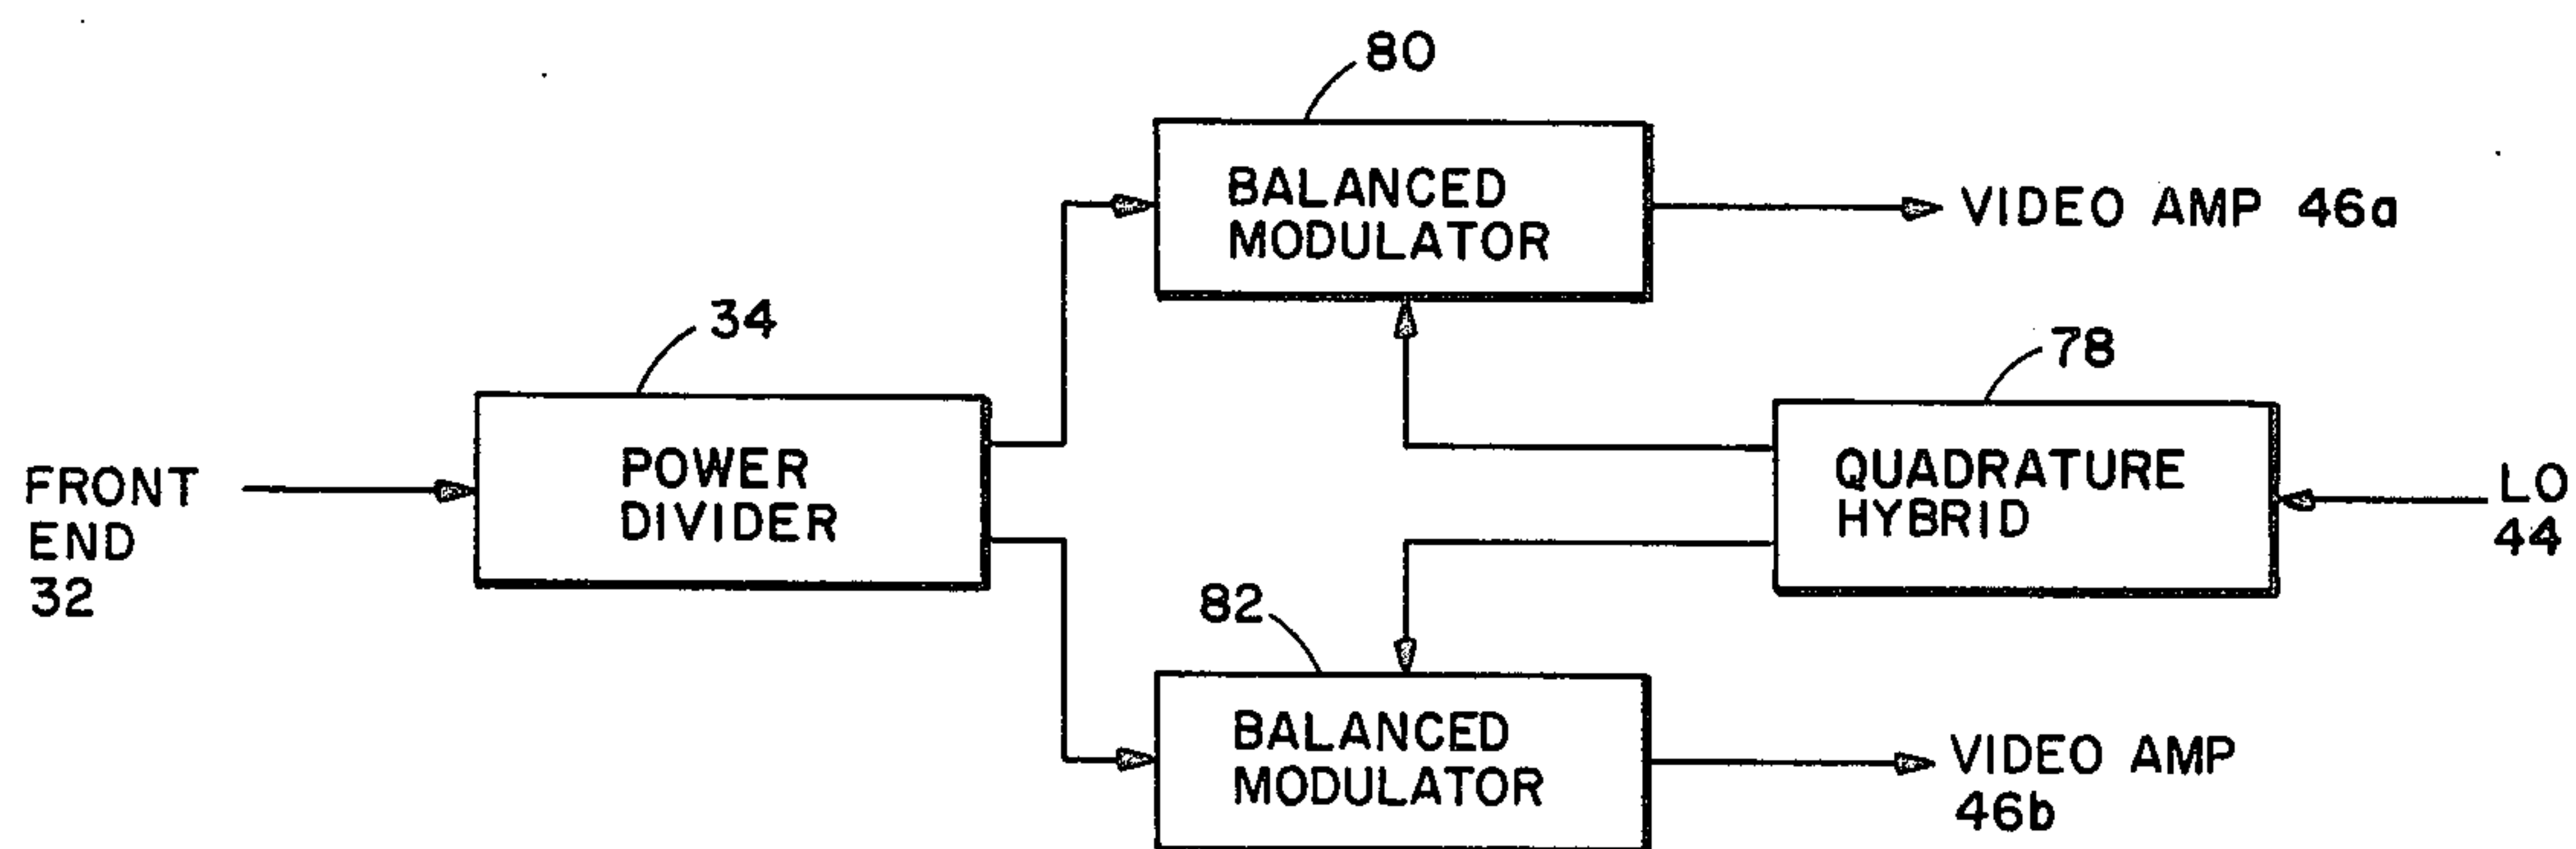 80
BALANCED
MODULATOR
VIDEO AMP 46a
34
78
POWER
DIVIDER
FRONT
END
32
QUADRATURE
HYBRID
LO
44
82
BALANCED
MODULATOR
VIDEO AMP
46b